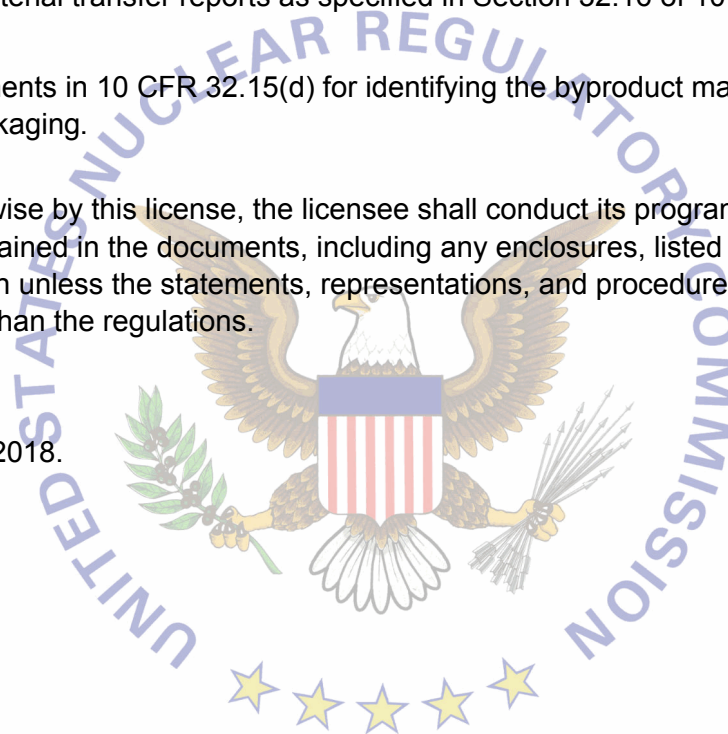 terial transfer reports as specified in Section 32.16 of 10
ents in 10 CFR 32.15(d) for identifying the byproduct ma
kaging.
wise by this license, the licensee shall conduct its program
ained in the documents, including any enclosures, listed
n unless the statements, representations, and procedure
han the regulations.
2018.
UNITED STATES NUCLEAR REGULATORY COMMISSION